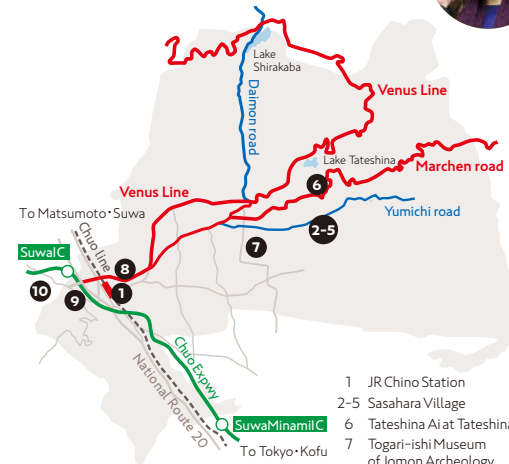 Lake
Shirakaba
Daimon road
Venus Line
Lake Tateshina
Marchen road
6
Venus Line
Yumichi road
To Matsumoto・Suwa
2-5
7
Chuo line
SuwaIC
8
10
9
1
Chuo Expwy
National Route 20
SuwaMinamiIC
To Tokyo・Kofu
1 JR Chino Station
2-5 Sasahara Village
6 Tateshina Ai at Tateshina
7 Togari-ishi Museum
of Jomon Archeology